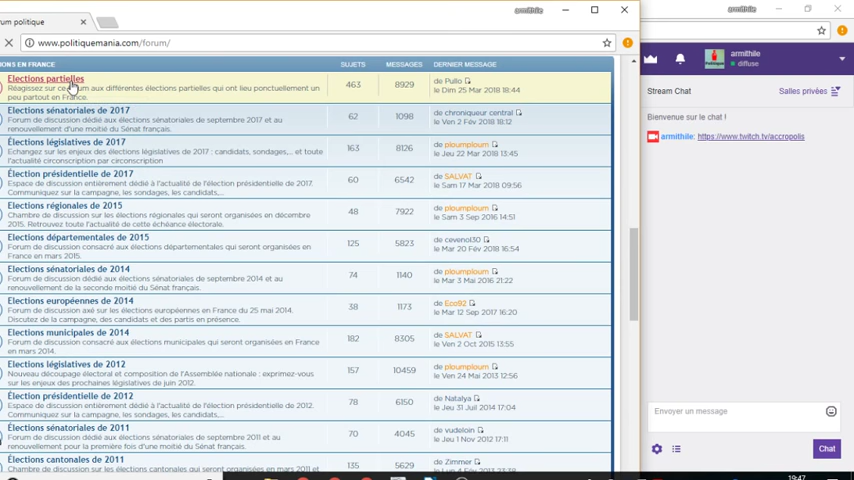 armithile
armithile
um politique
www.politiquemania.com/forum/
armithile
diffuse
IONS EN FRANCE SUJETS MESSAGES DERNIER MESSAGE
Elections partielles
Réagissez sur ce forum aux différentes élections partielles qui ont lieu ponctuellement un
peu partout en France.
463 8929 de Pullo
le Dim 25 Mar 2018 18:44
Elections sénatoriales de 2017
Forum de discussion dédié aux élections sénatoriales de septembre 2017 et au
renouvellement d'une moitié du Sénat français.
62 1098 de chroniqueur central
le Ven 2 Fév 2018 18:12
Elections législatives de 2017
Echangez sur les enjeux des élections législatives de 2017 ; candidats, sondages,... et toute
l'actualité circonscription par circonscription
163 8126 de ploumploum
le Jeu 22 Mar 2018 13:45
Élection présidentielle de 2017
Espace de discussion entièrement dédié à l'actualité de l'élection présidentielle de 2017.
Communiquez sur la campagne, les sondages, les candidats,...
60 6542 de SALVAT
le Sam 17 Mar 2018 09:56
Elections régionales de 2015
Chambre de discussion sur les élections régionales qui seront organisées en décembre
2015. Retrouvez toute l'actualité de cette échéance électorale.
48 7922 de ploumploum
le Sam 3 Sep 2016 14:51
Elections départementales de 2015
Forum de discussion consacré aux élections départementales qui seront organisées en
France en mars 2015.
125 5823 de cevenol30
le Mar 20 Fév 2018 16:54
Elections sénatoriales de 2014
Forum de discussion dédié aux élections sénatoriales de septembre 2014 et au
renouvellement de la seconde moitié du Sénat français.
74 1140 de ploumploum
le Mar 3 Mai 2016 21:22
Elections européennes de 2014
Forum de discussion axé sur les élections européennes en France du 25 mai 2014.
Discutez de la campagne, des candidats et des partis en présence.
38 1173 de Eco92
le Mar 12 Sep 2017 16:20
Elections municipales de 2014
Forum de discussion consacré aux élections municipales qui seront organisées en France
en mars 2014.
182 8305 de SALVAT
le Ven 2 Oct 2015 13:55
Elections législatives de 2012
Nouveau découpage électoral et composition de l'Assemblée nationale : exprimez-vous
sur les enjeux des prochaines législatives de juin 2012.
157 10459 de ploumploum
le Ven 24 Mai 2013 12:56
Élection présidentielle de 2012
Espace de discussion entièrement dédié à l'actualité de l'élection présidentielle de 2012.
Communiquez sur la campagne, les sondages, les candidats,...
78 6150 de Natalya
le Jeu 31 Juil 2014 17:04
Elections sénatoriales de 2011
Forum de discussion dédié aux élections sénatoriales de septembre 2011 et au
renouvellement pour la première fois d'une moitié du Sénat français.
70 4045 de vudeloin
le Jeu 1 Nov 2012 17:11
Elections cantonales de 2011
Chambre de discussion sur les élections cantonales qui seront organisées en mars 2011 et
135 5629 de Zimmer
Stream Chat
Salles privées
Bienvenue sur le chat !
armithile: https://www.twitch.tv/accropolis
Envoyer un message
Chat
19:47